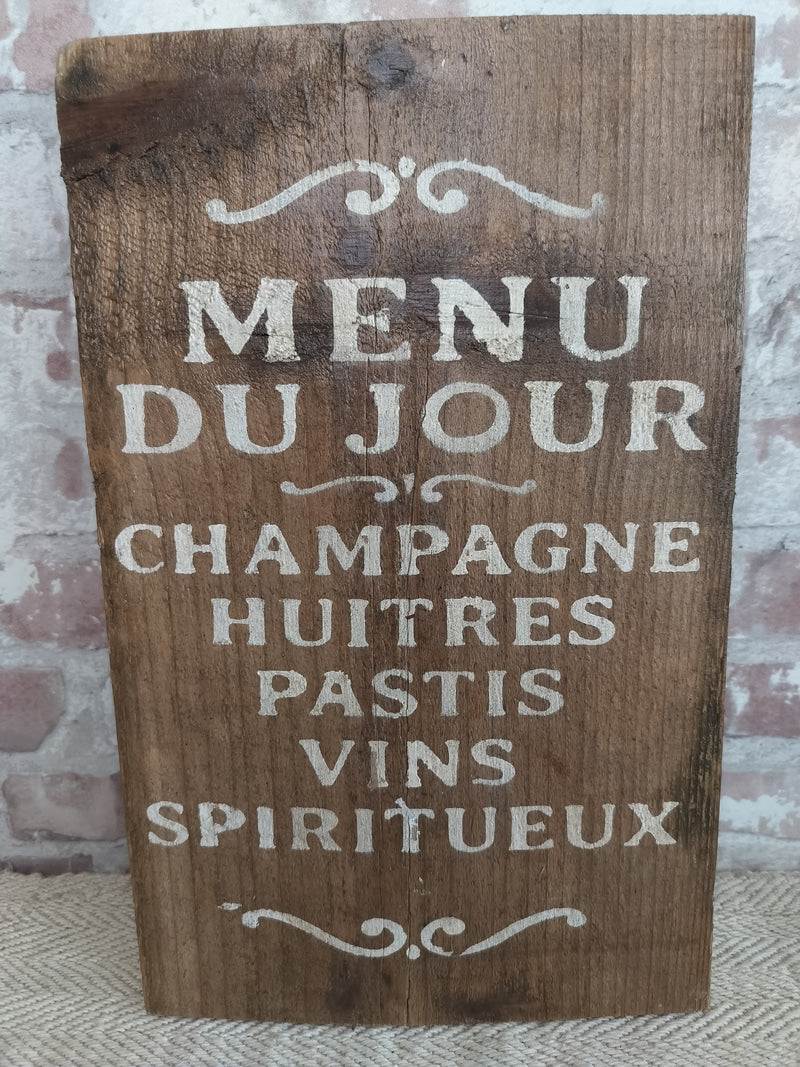 MENU
DU JOUR
CHAMPAGNE
HUITRES
PASTIS
VINS
SPIRITUEUX